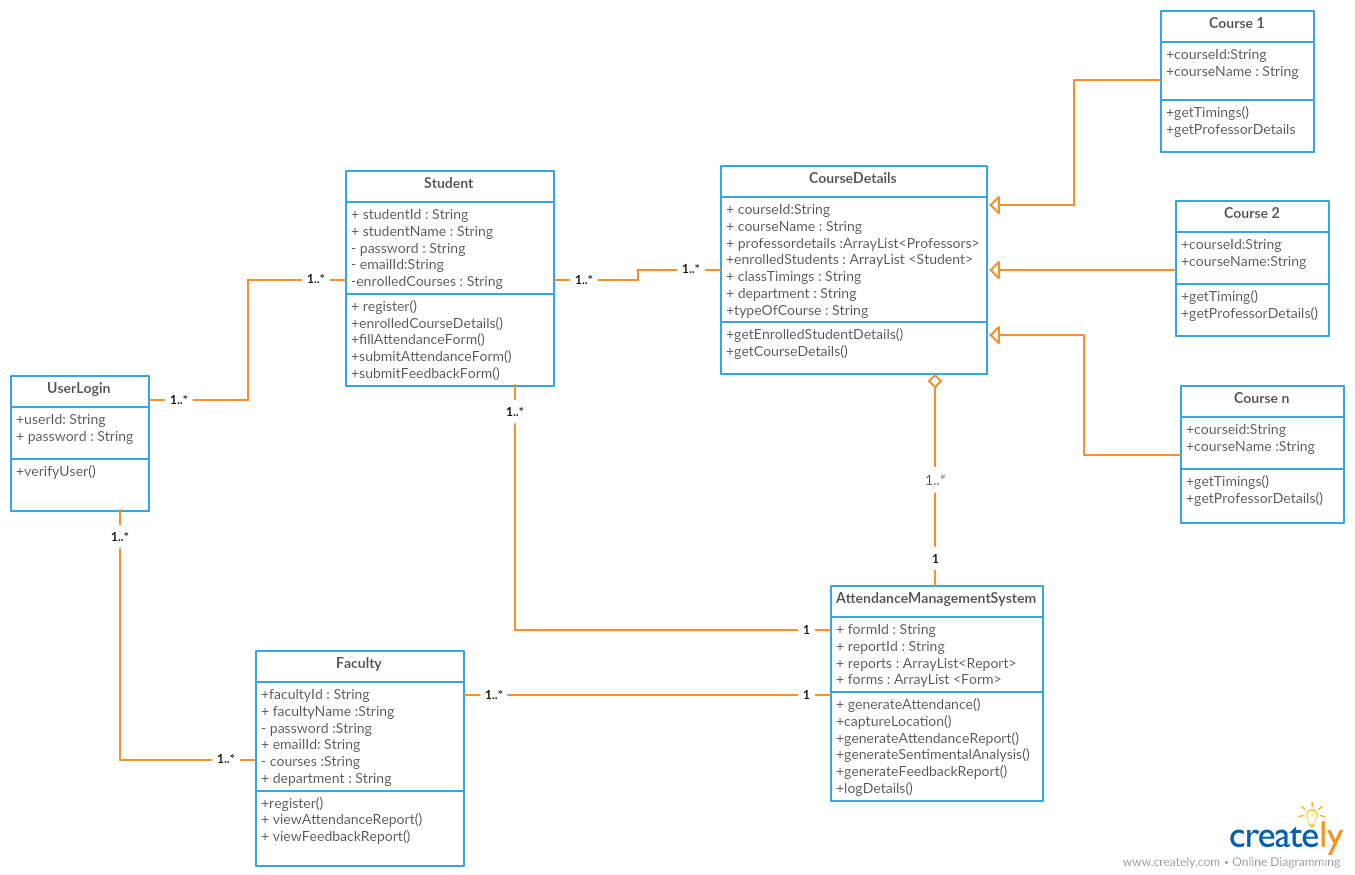 Course 1
+courseId:String
+courseName : String
+getTimings()
+getProfessorDetails
Student
+ studentId : String
+ studentName : String
- password : String
- emailId:String
-enrolledCourses : String
+ register()
+enrolledCourseDetails()
+fillAttendanceForm()
+submitAttendanceForm()
+submitFeedbackForm()
CourseDetails
+ courseId:String
+ courseName : String
+ professordetails :ArrayList<Professors>
+enrolledStudents : ArrayList <Student>
+ classTimings : String
+ department : String
+typeOfCourse : String
+getEnrolledStudentDetails()
+getCourseDetails()
Course 2
+courseId:String
+courseName:String
+getTiming()
+getProfessorDetails()
1..*
1..*
1..*
UserLogin
+userId: String
+ password : String
+verifyUser()
1..*
1..*
Course n
+courseid:String
+courseName :String
+getTimings()
+getProfessorDetails()
1..*
1..*
1
AttendanceManagementSystem
+ formId : String
+ reportId : String
+ reports : ArrayList<Report>
+ forms : ArrayList <Form>
+ generateAttendance()
+captureLocation()
+generateAttendanceReport()
+generateSentimentalAnalysis()
+generateFeedbackReport()
+logDetails()
1
Faculty
+facultyId : String
+ facultyName :String
- password :String
+ emailId: String
- courses :String
+ department : String
+register()
+ viewAttendanceReport()
+ viewFeedbackReport()
1..*
1
1..*
creately
www.creately.com • Online Diagramming